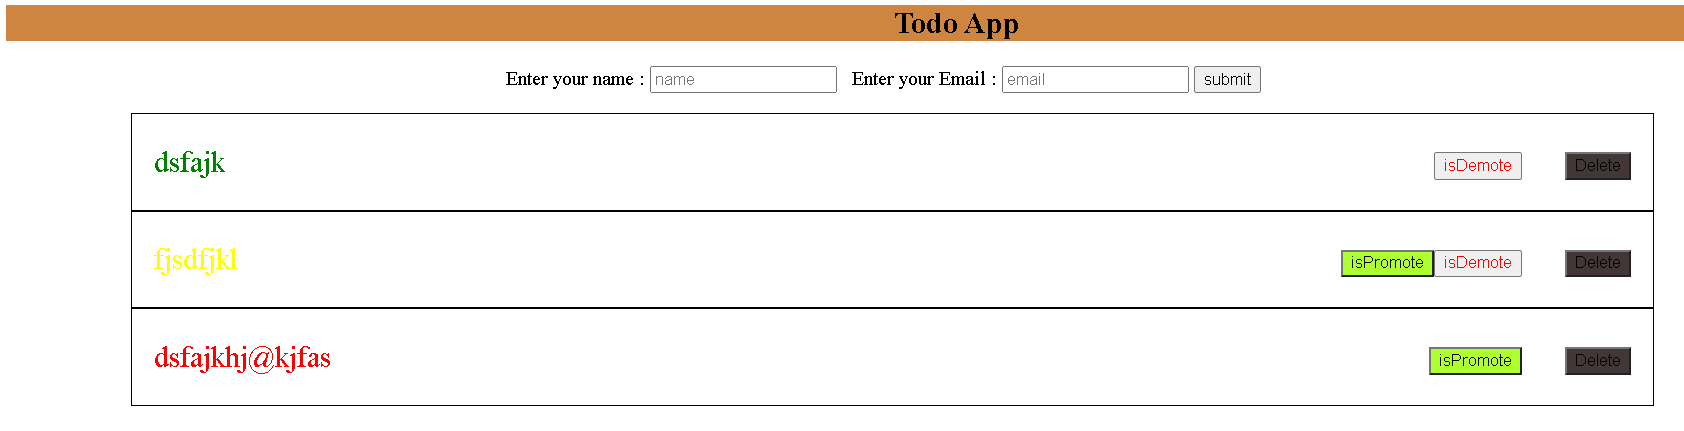 Todo App
Enter your name : name Enter your Email : email submit
dsfajk isDemote Delete
fjsdfjkl isPromote isDemote Delete
dsfajkhj@kjfas isPromote Delete